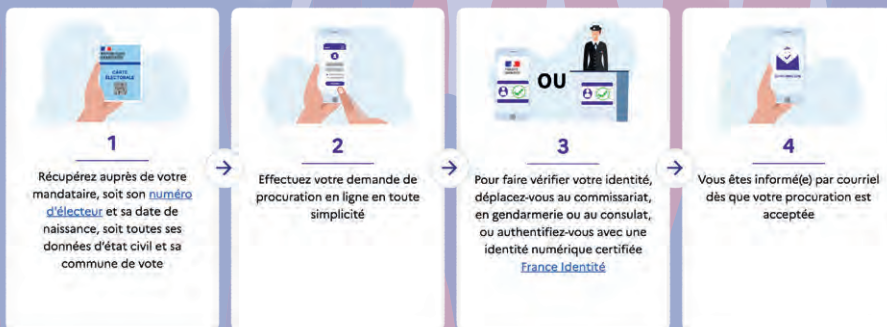 CARTE
ÉLECTORALE
OU
1
Récupérez auprès de votre
mandataire, soit son numéro
d'électeur et sa date de
naissance, soit toutes ses
données d'état civil et sa
commune de vote
2
Effectuez votre demande de
procuration en ligne en toute
simplicité
3
Pour faire vérifier votre identité,
déplacez-vous au commissariat,
en gendarmerie ou au consulat,
ou authentifiez-vous avec une
identité numérique certifiée
France Identité
4
Vous êtes informé(e) par courriel
dès que votre procuration est
acceptée